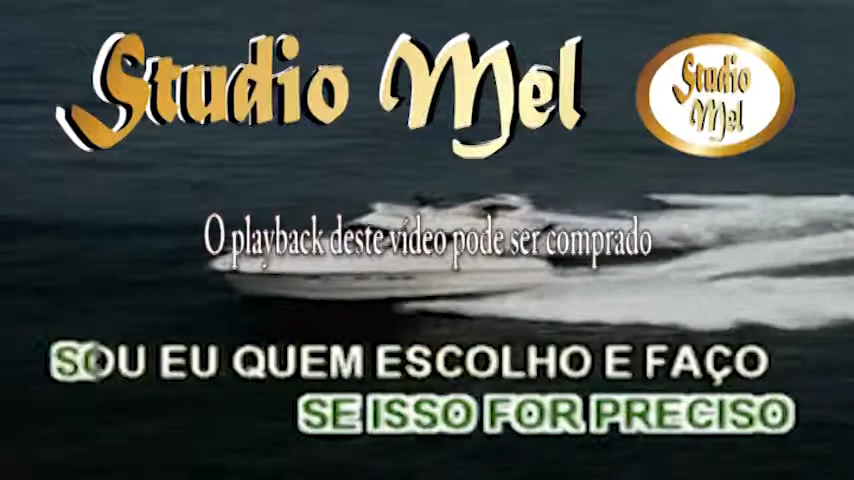 Studio Mel
Studio
Mel
O playback deste vídeo pode ser comprado
SOU EU QUEM ESCOLHO E FAÇO
SE ISSO FOR PRECISO